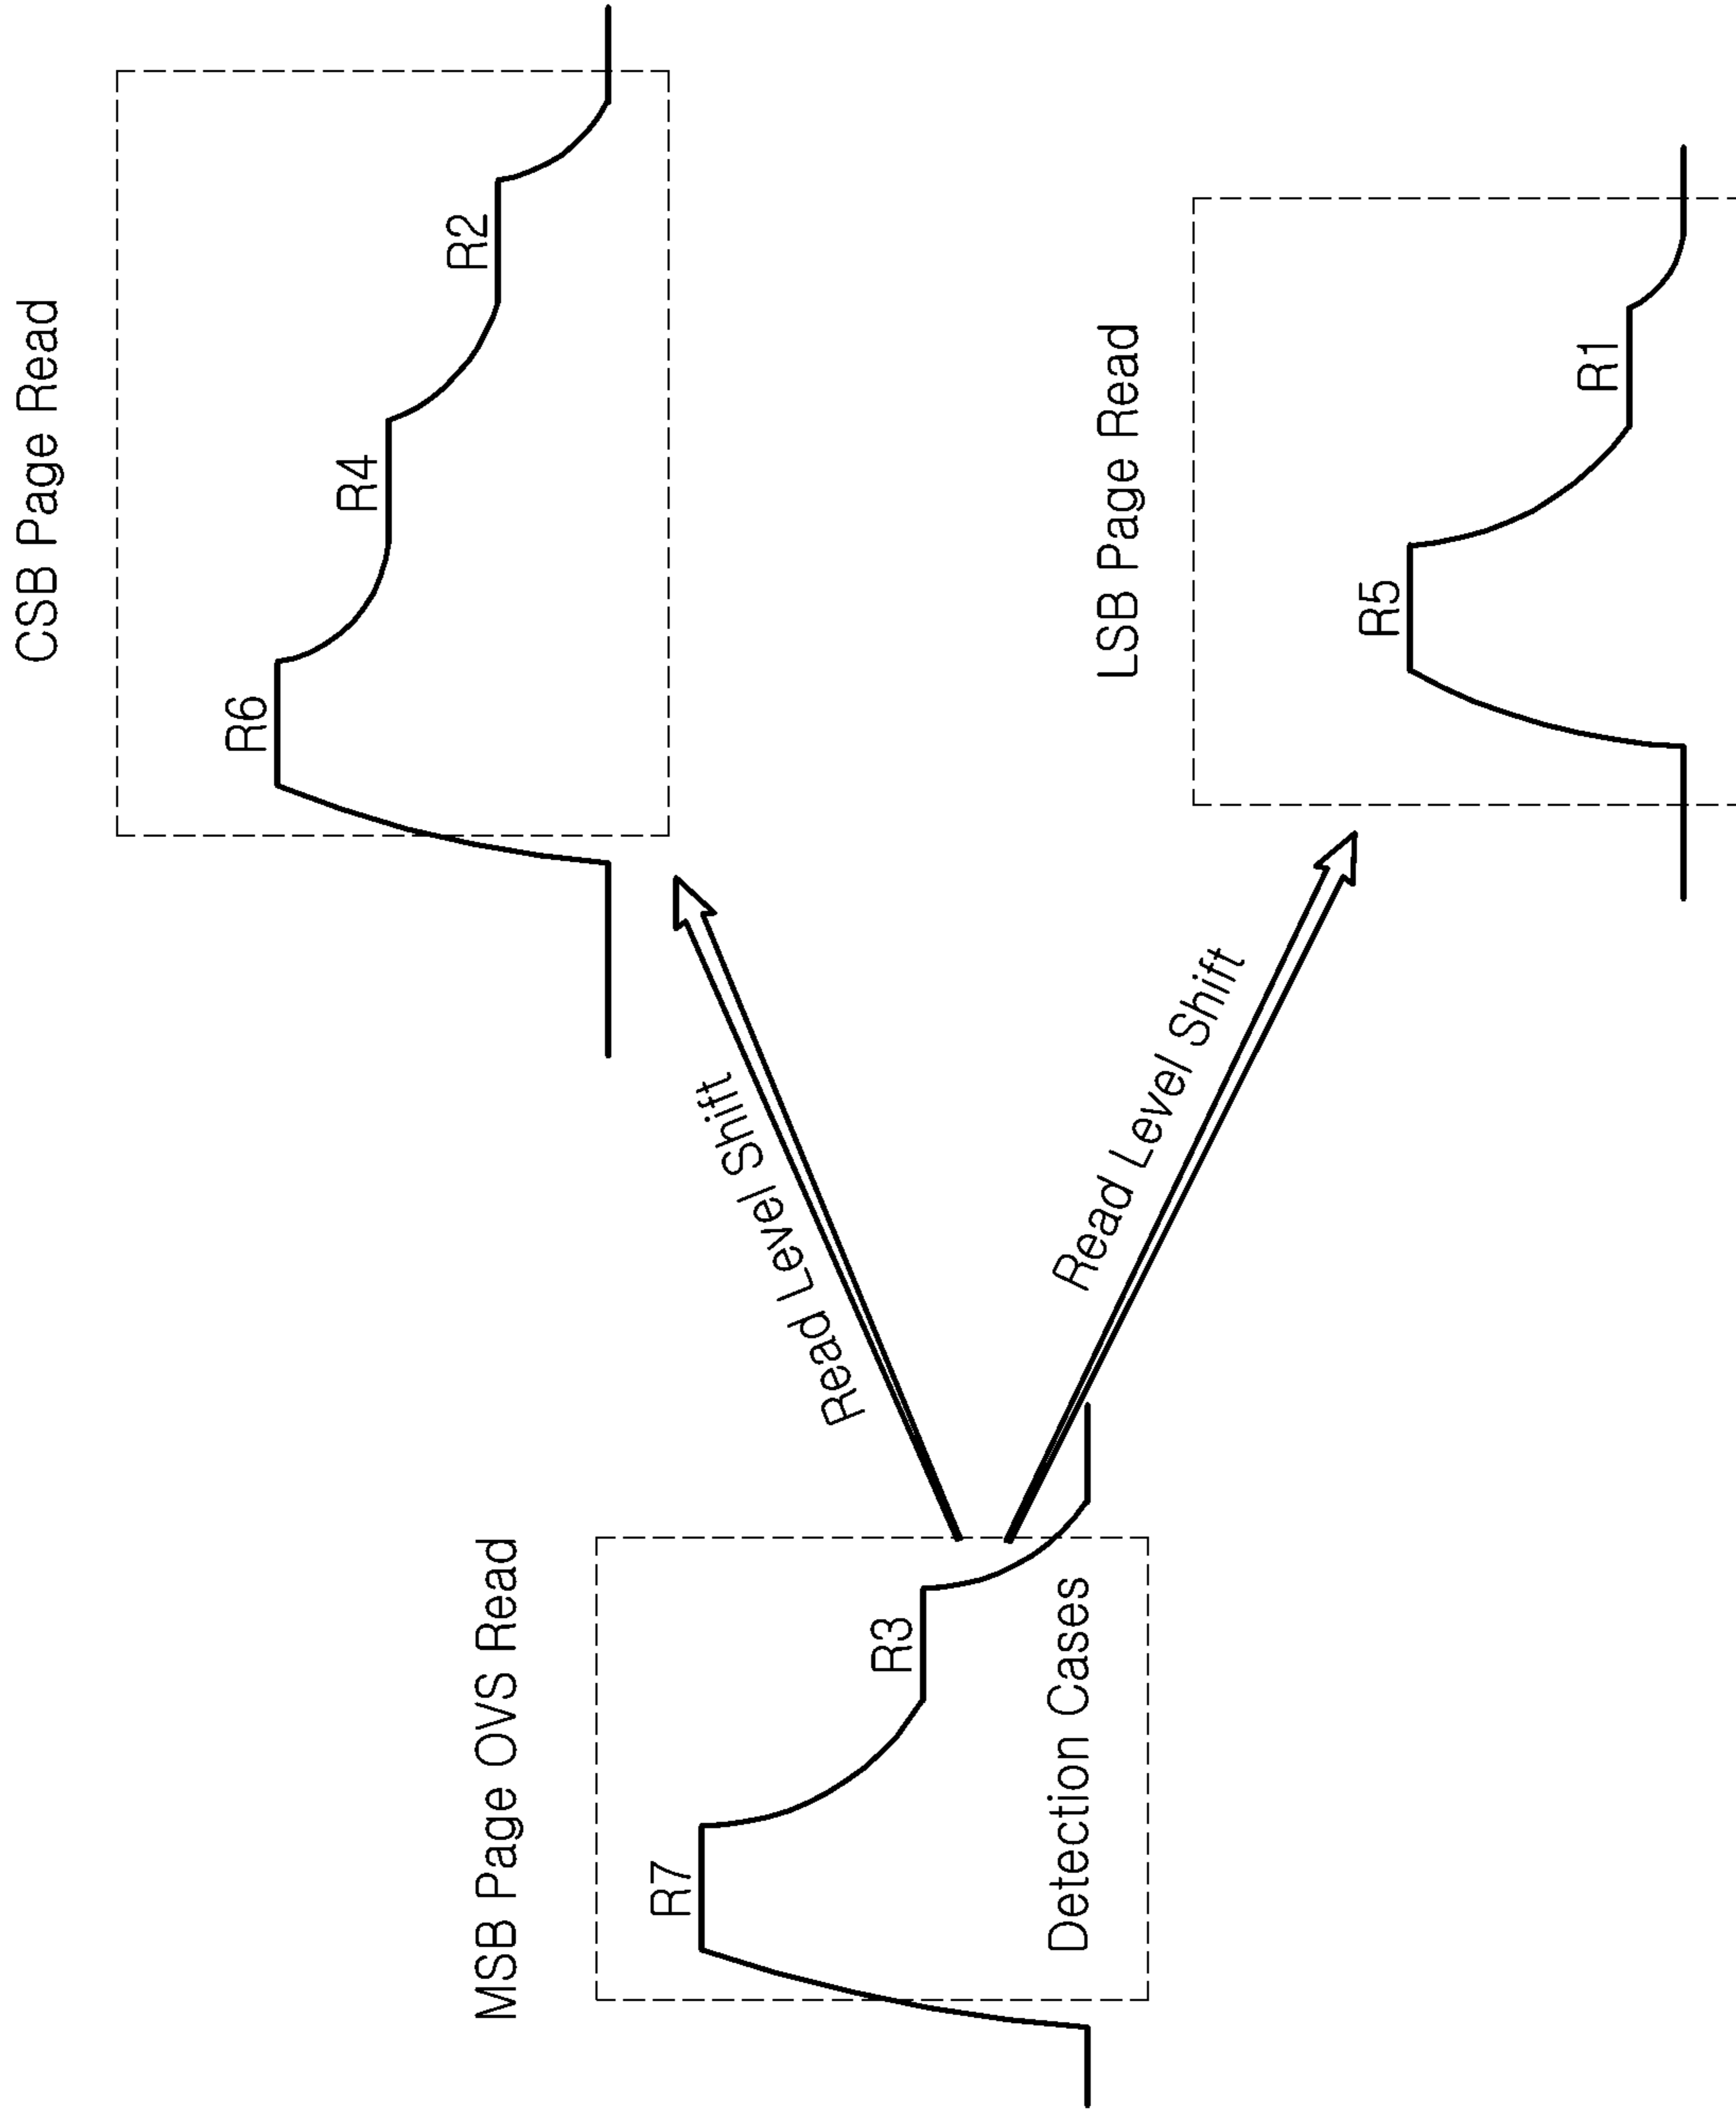 MSB Page OVS Read
R7
R3
Detection Cases
Read Level Shift
Read Level Shift
CSB Page Read
R6
R4
R2
LSB Page Read
R5
R1